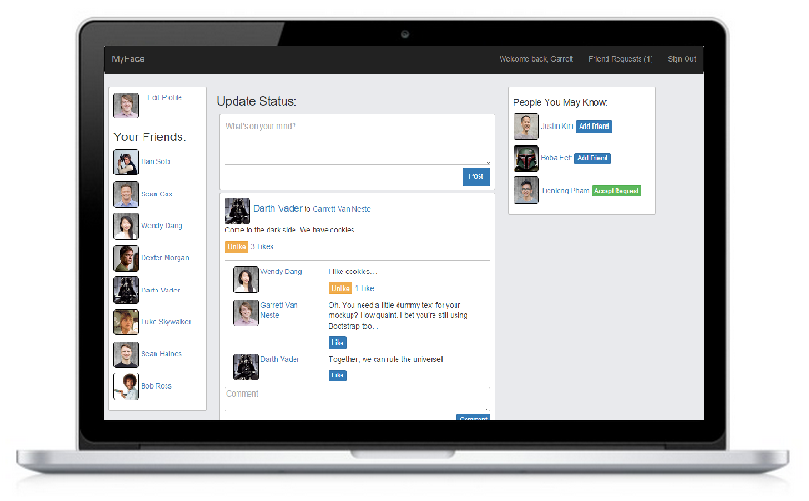 MyFace
Welcome back, Garrett
Friend Requests (1)
Sign Out
Edit Profile
Your Friends:
Han Solo
Sean Cox
Wendy Dang
Dexter Morgan
Darth Vader
Luke Skywalker
Sean Haines
Bob Ross
Update Status:
What's on your mind?
Post
Darth Vader to Garrett Van Neste
Come to the dark side. We have cookies.
Unlike 3 Likes
Wendy Dang
I like cookies...
Unlike 1 Like
Garrett Van
Neste
Oh, You need a little dummy text for your
mockup? How quaint. I bet you're still using
Bootstrap too...
Like
Darth Vader
Together, we can rule the universe!
Like
Comment
Comment
People You May Know:
Justin Kim Add Friend
Boba Fett Add Friend
Tienlong Pham Accept Request